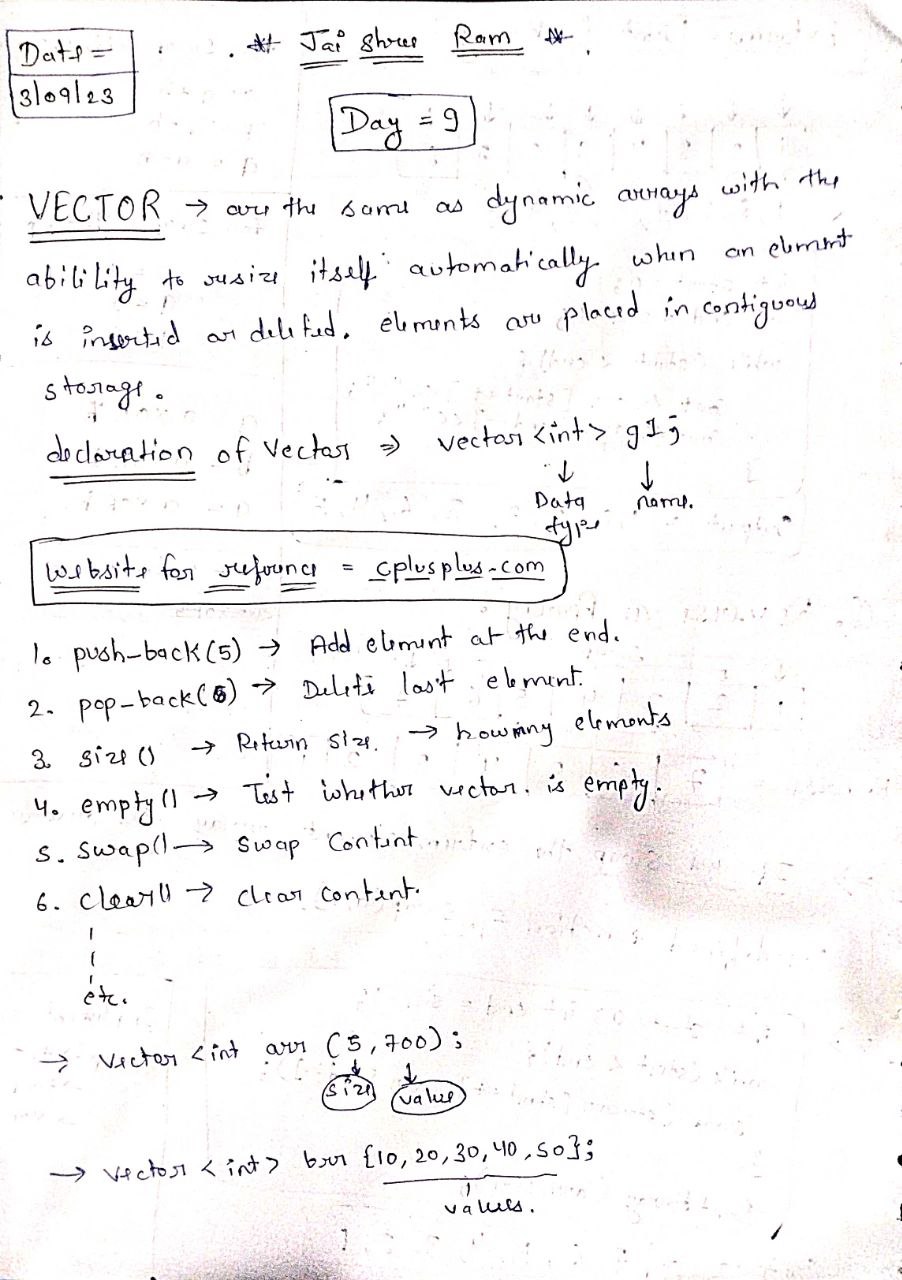 Date =
3/09/23
* Jai Shree Ram *
Day = 9
VECTOR → are the same as dynamic arrays with the
abilility to resize itself automatically when an element
is inserted or deleted. elements are placed in contiguous
storage.
declaration of Vector ⇒ vector <int> g1;
↓ ↓
Data name.
type
Website for refrence = cplusplus.com
1. push-back(5) → Add element at the end.
2. pop-back() → Delete last element.
3. size() → Return size. → how many elements
4. empty() → Test whether vector. is empty.
5. swap() → Swap Content
6. clear() → clear content.
etc.
→ Vector <int arr (5,700);
↓ ↓
size value
→ vector <int> brr {10,20,30,40,50};
values.